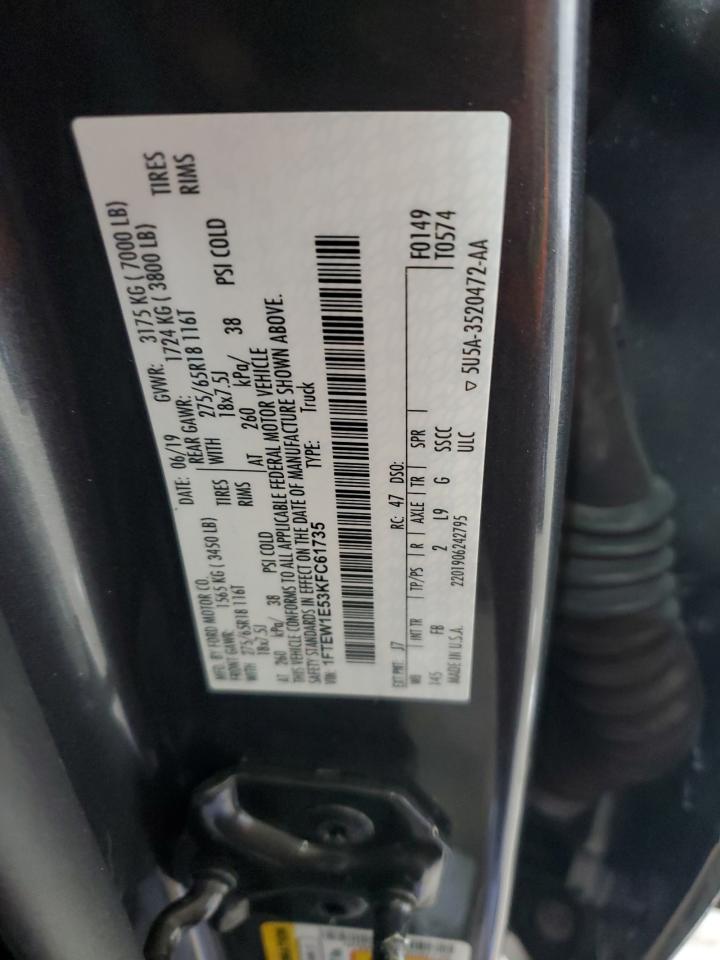 MFD. BY FORD MOTOR CO.
DATE: 06/19 GVWR: 3175 KG ( 7000 LB)
FRONT GAWR: 1565 KG ( 3450 LB)
REAR GAWR: 1724 KG ( 3800 LB)
WITH 275/65R18 116T TIRES
WITH 275/65R18 116T TIRES
18x7.5J RIMS
18x7.5J RIMS
AT 260 kPa/ 38 PSI COLD
AT 260 kPa/ 38 PSI COLD
THIS VEHICLE CONFORMS TO ALL APPLICABLE FEDERAL MOTOR VEHICLE
SAFETY STANDARDS IN EFFECT ON THE DATE OF MANUFACTURE SHOWN ABOVE.
VIN: 1FTEW1E53KFC61735 TYPE: Truck
EXT PNT: J7 RC: 47 DSO: F0149
WB INT TR TP/PS R AXLE TR SPR T0574
145 FB 2 L9 G SSCC
MADE IN U.S.A. 2201906242795 ULC
▽ 5U5A-3520472-AA